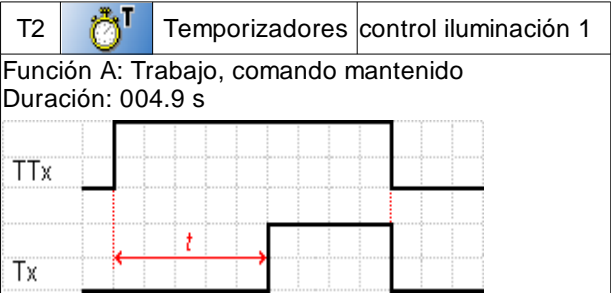 T2 T Temporizadores control iluminación 1
Función A: Trabajo, comando mantenido
Duración: 004.9 s
TTx
t
Tx